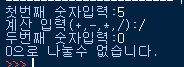 첫번째 숫자입력:5
계산 입력(+,-,*,/):/
두번째 숫자입력:0
0으로 나눌수 없습니다.
>>>